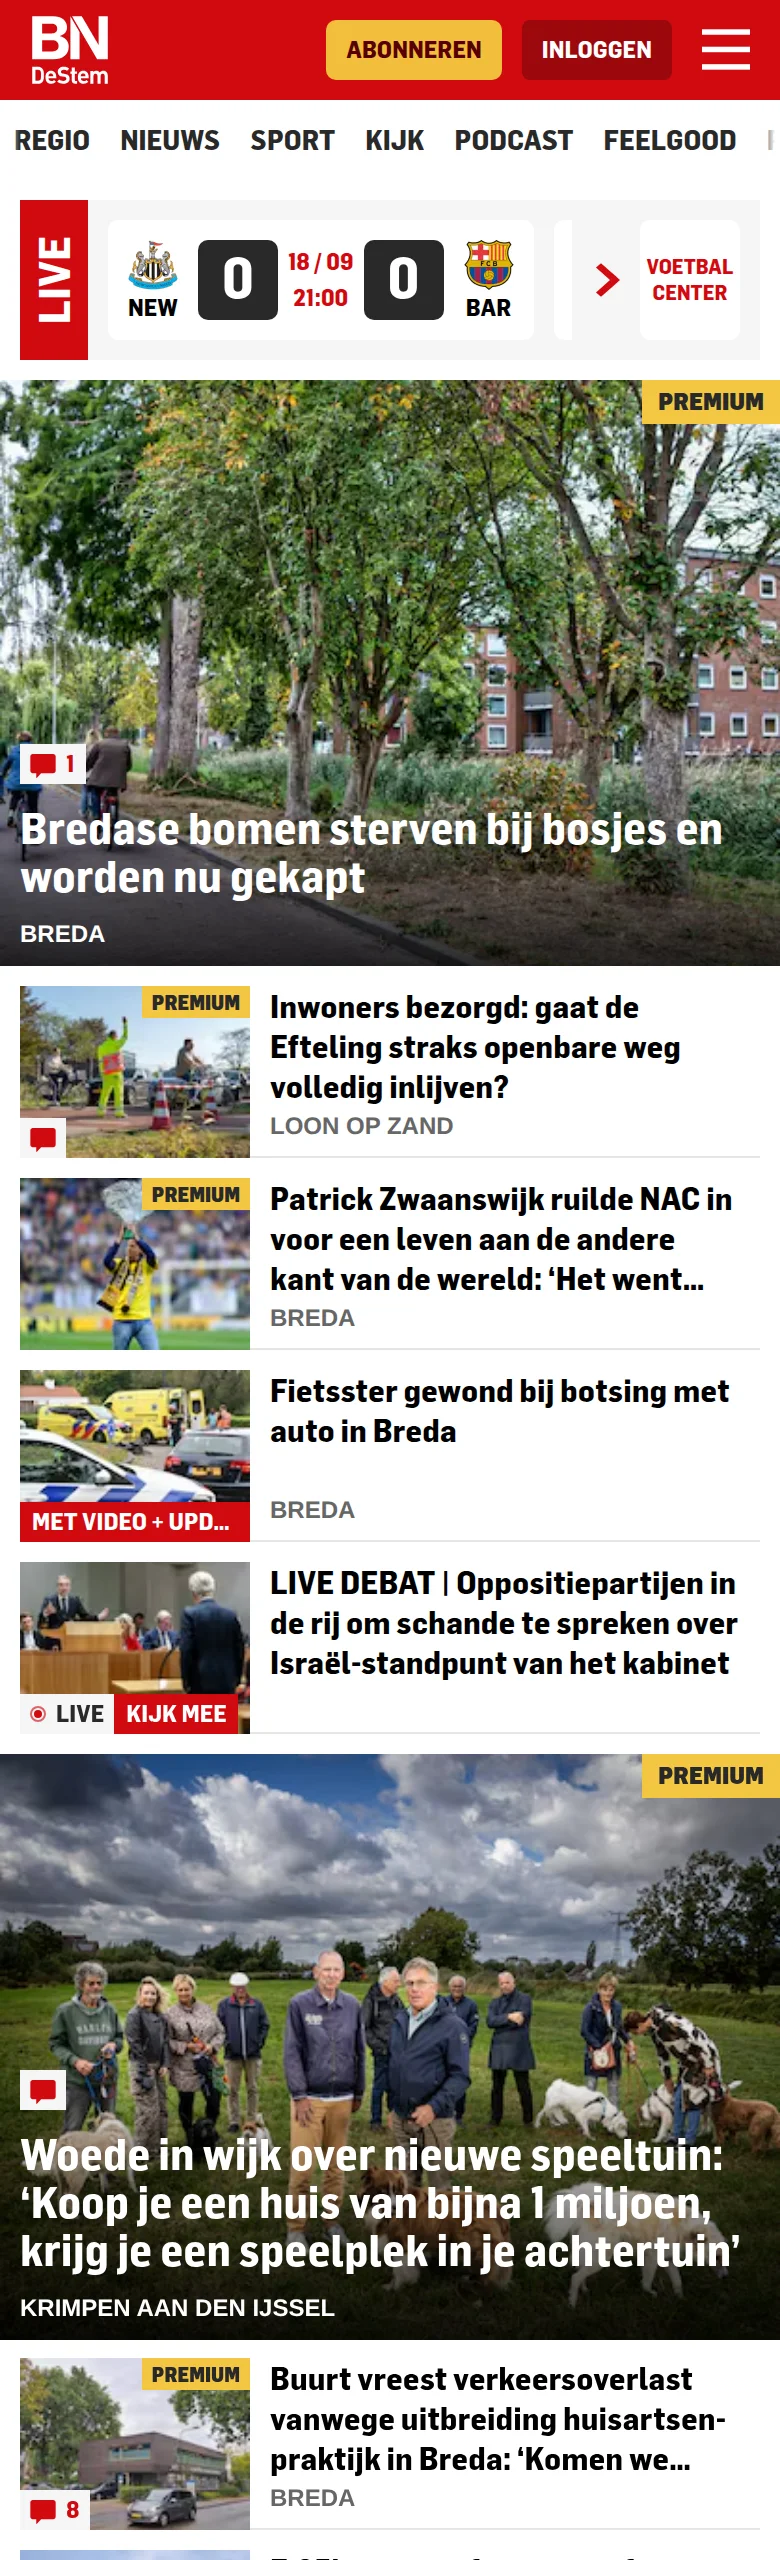 BN
DeStem
ABONNEREN
INLOGGEN
REGIO NIEUWS SPORT KIJK PODCAST FEELGOOD
LIVE
NEW
0
18 / 09
21:00
0
BAR
VOETBAL
CENTER
PREMIUM
1
Bredase bomen sterven bij bosjes en
worden nu gekapt
BREDA
PREMIUM
Inwoners bezorgd: gaat de
Efteling straks openbare weg
volledig inlijven?
LOON OP ZAND
PREMIUM
Patrick Zwaanswijk ruilde NAC in
voor een leven aan de andere
kant van de wereld: ‘Het went...
BREDA
MET VIDEO + UPD...
Fietsster gewond bij botsing met
auto in Breda
BREDA
LIVE KIJK MEE
LIVE DEBAT | Oppositiepartijen in
de rij om schande te spreken over
Israël-standpunt van het kabinet
PREMIUM
Woede in wijk over nieuwe speeltuin:
‘Koop je een huis van bijna 1 miljoen,
krijg je een speelplek in je achtertuin’
KRIMPEN AAN DEN IJSSEL
PREMIUM
8
Buurt vreest verkeersoverlast
vanwege uitbreiding huisartsen-
praktijk in Breda: ‘Komen we...
BREDA